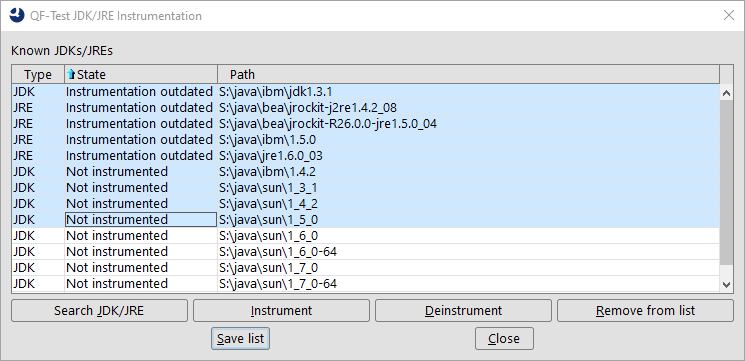 QF-Test JDK/JRE Instrumentation
Known JDKs/JREs
Type State Path
JDK Instrumentation outdated S:\java\ibm\jdk1.3.1
JRE Instrumentation outdated S:\java\bea\jrockit-j2re1.4.2_08
JRE Instrumentation outdated S:\java\bea\jrockit-R26.0.0-jre1.5.0_04
JRE Instrumentation outdated S:\java\ibm\1.5.0
JRE Instrumentation outdated S:\java\jre1.6.0_03
JDK Not instrumented S:\java\ibm\1.4.2
JDK Not instrumented S:\java\sun\1_3_1
JDK Not instrumented S:\java\sun\1_4_2
JDK Not instrumented S:\java\sun\1_5_0
JDK Not instrumented S:\java\sun\1_6_0
JDK Not instrumented S:\java\sun\1_6_0-64
JDK Not instrumented S:\java\sun\1_7_0
JDK Not instrumented S:\java\sun\1_7_0-64
Search JDK/JRE Instrument Deinstrument Remove from list
Save list Close